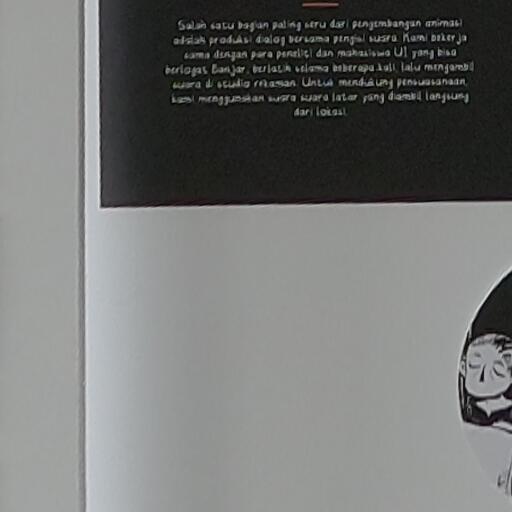 Salah satu bagian paling seru dari pengembangan animasi
adalah produksi dialog bersama pengisi suara. Kami bekerja
sama dengan para peneliti dan mahasiswa UI yang bisa
berlogat Banjar, berlatih selama beberapa kali, lalu mengambil
suara di studio rekaman. Untuk mendukung penuasanaan,
kami menggunakan suara suara latar yang diambil langsung
dari lokasi.